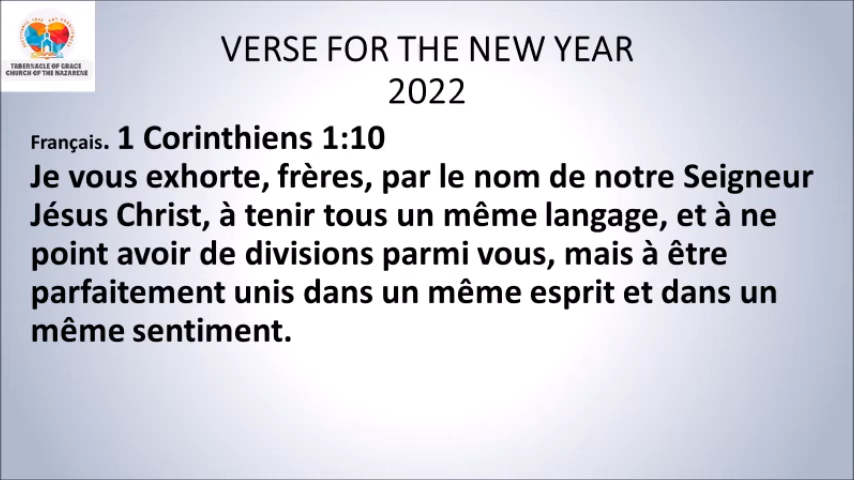 TABERNACLE OF GRACE
CHURCH OF THE NAZARENE
VERSE FOR THE NEW YEAR
2022
Français. 1 Corinthiens 1:10
Je vous exhorte, frères, par le nom de notre Seigneur
Jésus Christ, à tenir tous un même langage, et à ne
point avoir de divisions parmi vous, mais à être
parfaitement unis dans un même esprit et dans un
même sentiment.